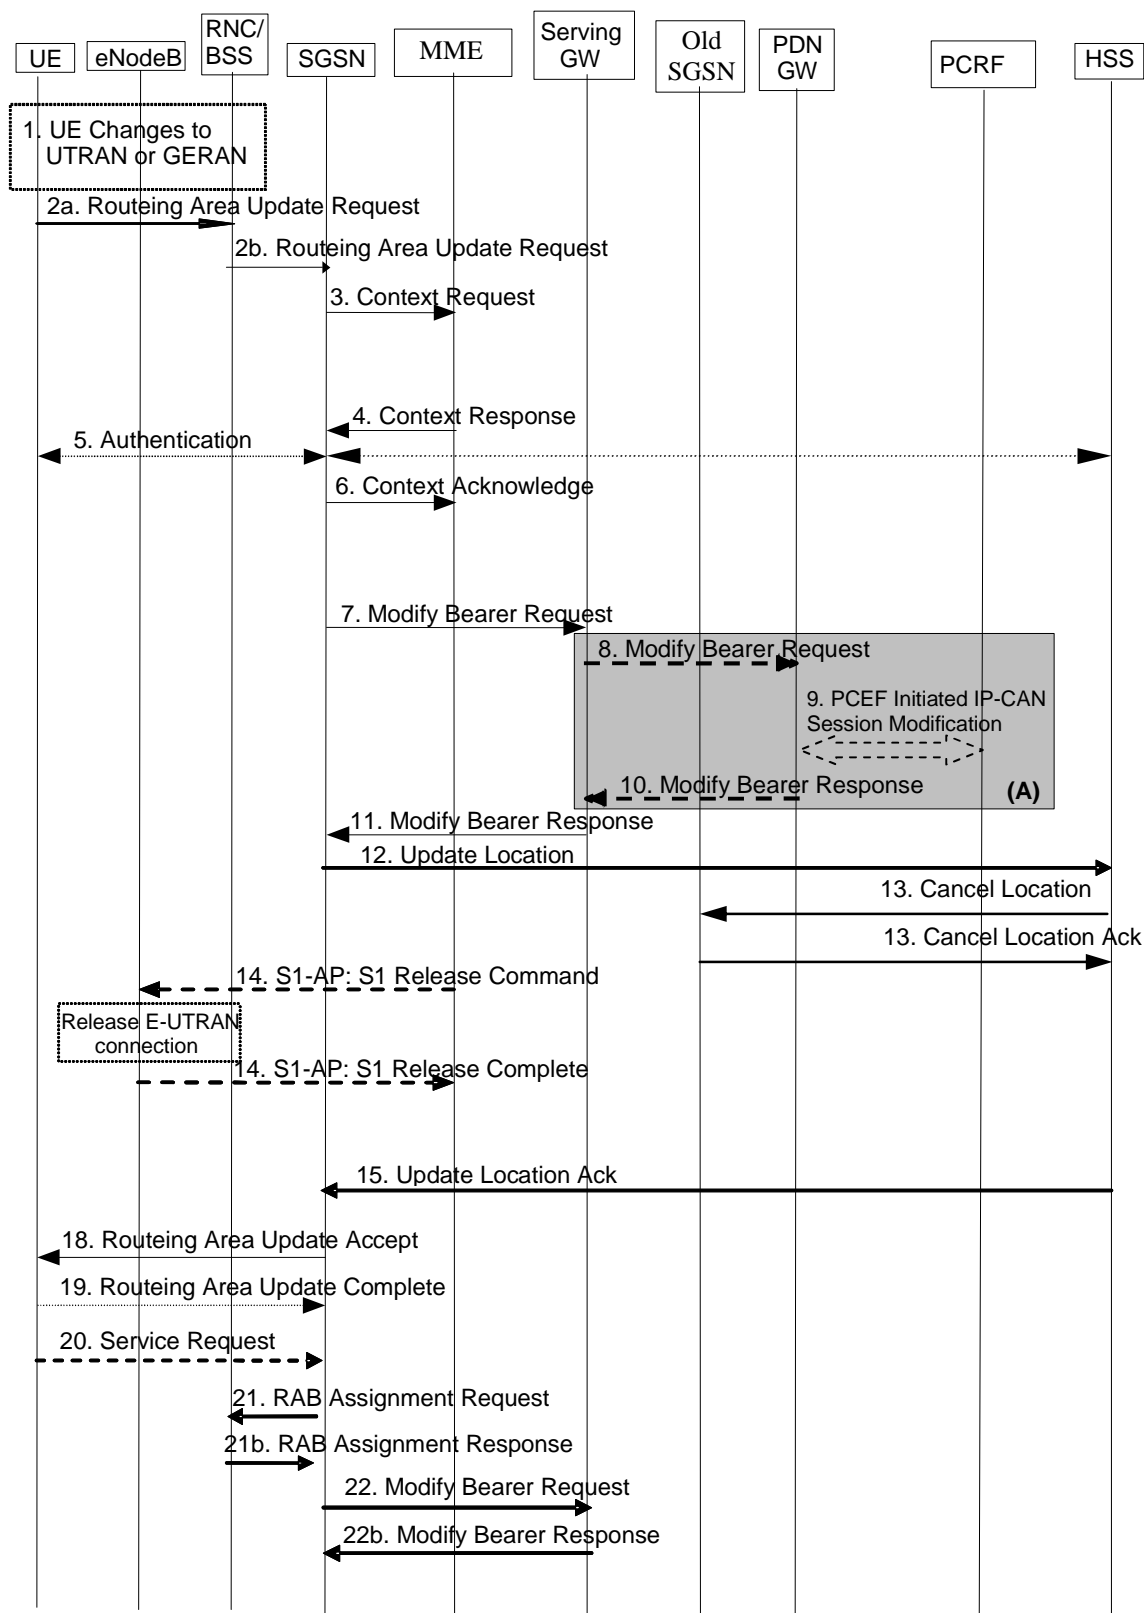 UE
eNodeB
RNC/
BSS
SGSN
MME
Serving
GW
Old
SGSN
PDN
GW
PCRF
HSS
1. UE Changes to
UTRAN or GERAN
2a. Routeing Area Update Request
2b. Routeing Area Update Request
3. Context Request
4. Context Response
5. Authentication
6. Context Acknowledge
7. Modify Bearer Request
8. Modify Bearer Request
9. PCEF Initiated IP-CAN
Session Modification
10. Modify Bearer Response
(A)
11. Modify Bearer Response
12. Update Location
13. Cancel Location
13. Cancel Location Ack
14. S1-AP: S1 Release Command
Release E-UTRAN
connection
14. S1-AP: S1 Release Complete
15. Update Location Ack
18. Routeing Area Update Accept
19. Routeing Area Update Complete
20. Service Request
21. RAB Assignment Request
21b. RAB Assignment Response
22. Modify Bearer Request
22b. Modify Bearer Response